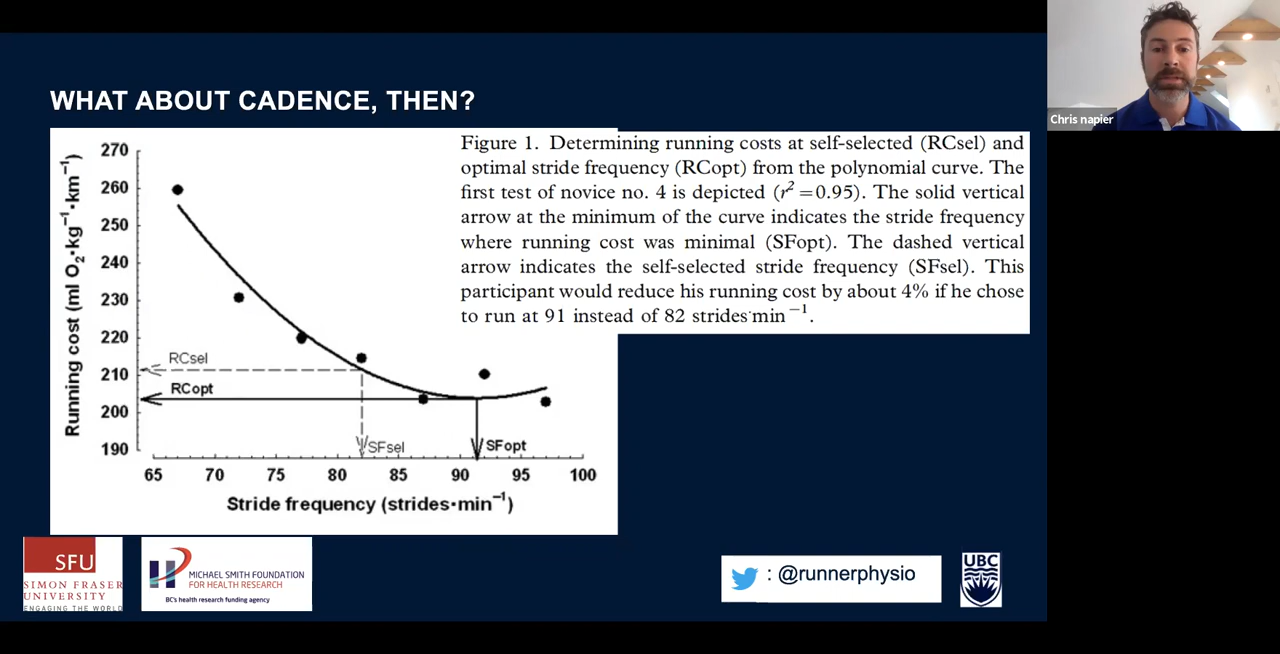 WHAT ABOUT CADENCE, THEN?
Chris napier
Figure 1. Determining running costs at self-selected (RCsel) and
optimal stride frequency (RCopt) from the polynomial curve. The
first test of novice no. 4 is depicted (r²=0.95). The solid vertical
arrow at the minimum of the curve indicates the stride frequency
where running cost was minimal (SFopt). The dashed vertical
arrow indicates the self-selected stride frequency (SFsel). This
participant would reduce his running cost by about 4% if he chose
to run at 91 instead of 82 strides·min⁻¹.
Running cost (ml O₂•kg⁻¹•km⁻¹)
270
260
250
240
230
220
210
200
190
RCsel
RCopt
SFsel
SFopt
65 70 75 80 85 90 95 100
Stride frequency (strides•min⁻¹)
SFU
SIMON FRASER
UNIVERSITY
ENGAGING THE WORLD
MICHAEL SMITH FOUNDATION
FOR HEALTH RESEARCH
BC's health research funding agency
: @runnerphysio
UBC